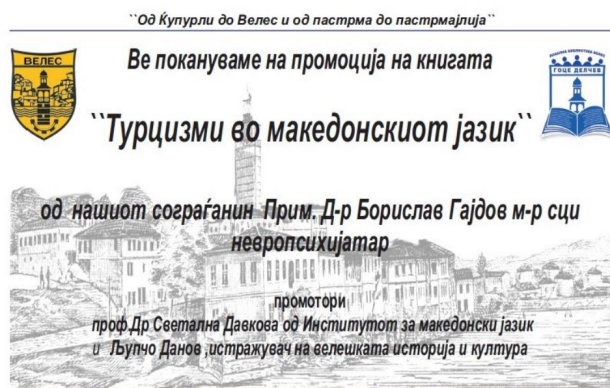 ``Од Ќупурли до Велес и од пастрма до пастрмајлија``
ВЕЛЕС
Ве покануваме на промоција на книгата
ГОЦЕ ДЕЛЧЕВ
``Турцизми во македонскиот јазик``
од нашиот сограѓанин Прим. Д-р Борислав Гајдов м-р сци
невропсихијатар
промотори
проф.Др Светална Давкова од Институтот за македонски јазик
и Љупчо Данов ,истражувач на велешката историја и култура